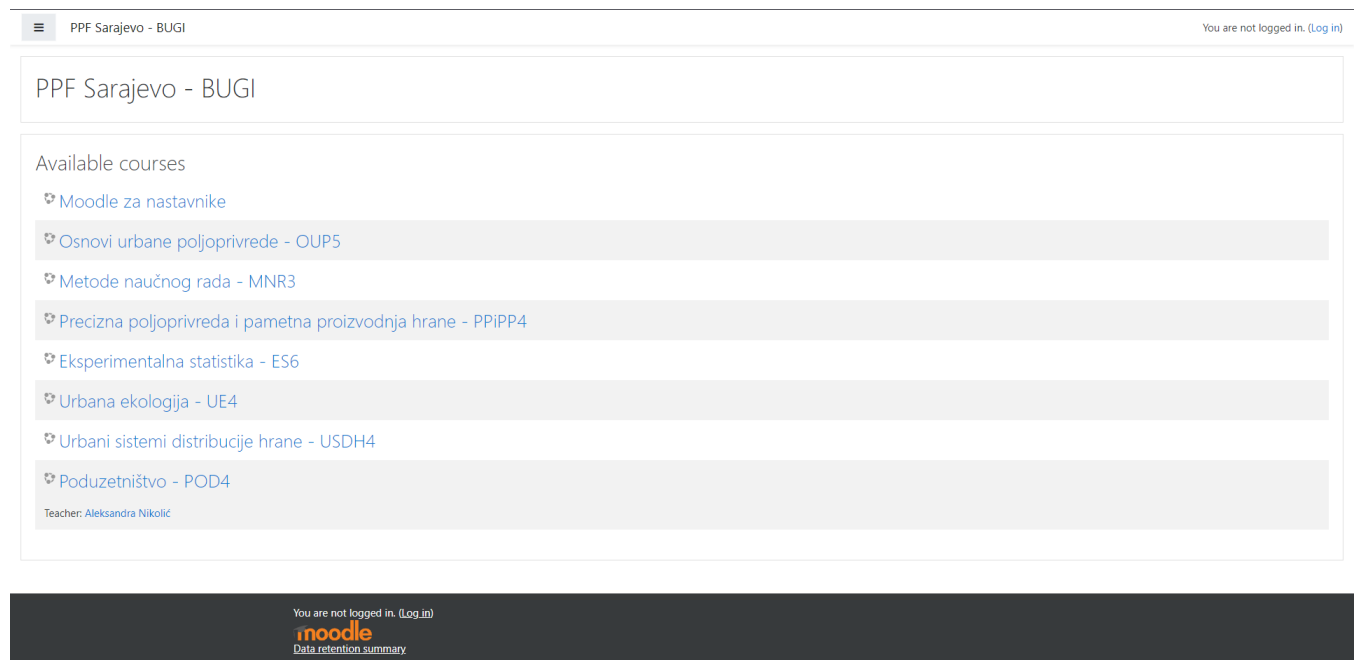 PPF Sarajevo - BUGI
You are not logged in. (Log in)
PPF Sarajevo - BUGI
Available courses
Moodle za nastavnike
Osnovi urbane poljoprivrede - OUP5
Metode naučnog rada - MNR3
Precizna poljoprivreda i pametna proizvodnja hrane - PPiPP4
Eksperimentalna statistika - ES6
Urbana ekologija - UE4
Urbani sistemi distribucije hrane - USDH4
Poduzetništvo - POD4
Teacher: Aleksandra Nikolić
You are not logged in. (Log in)
moodle
Data retention summary